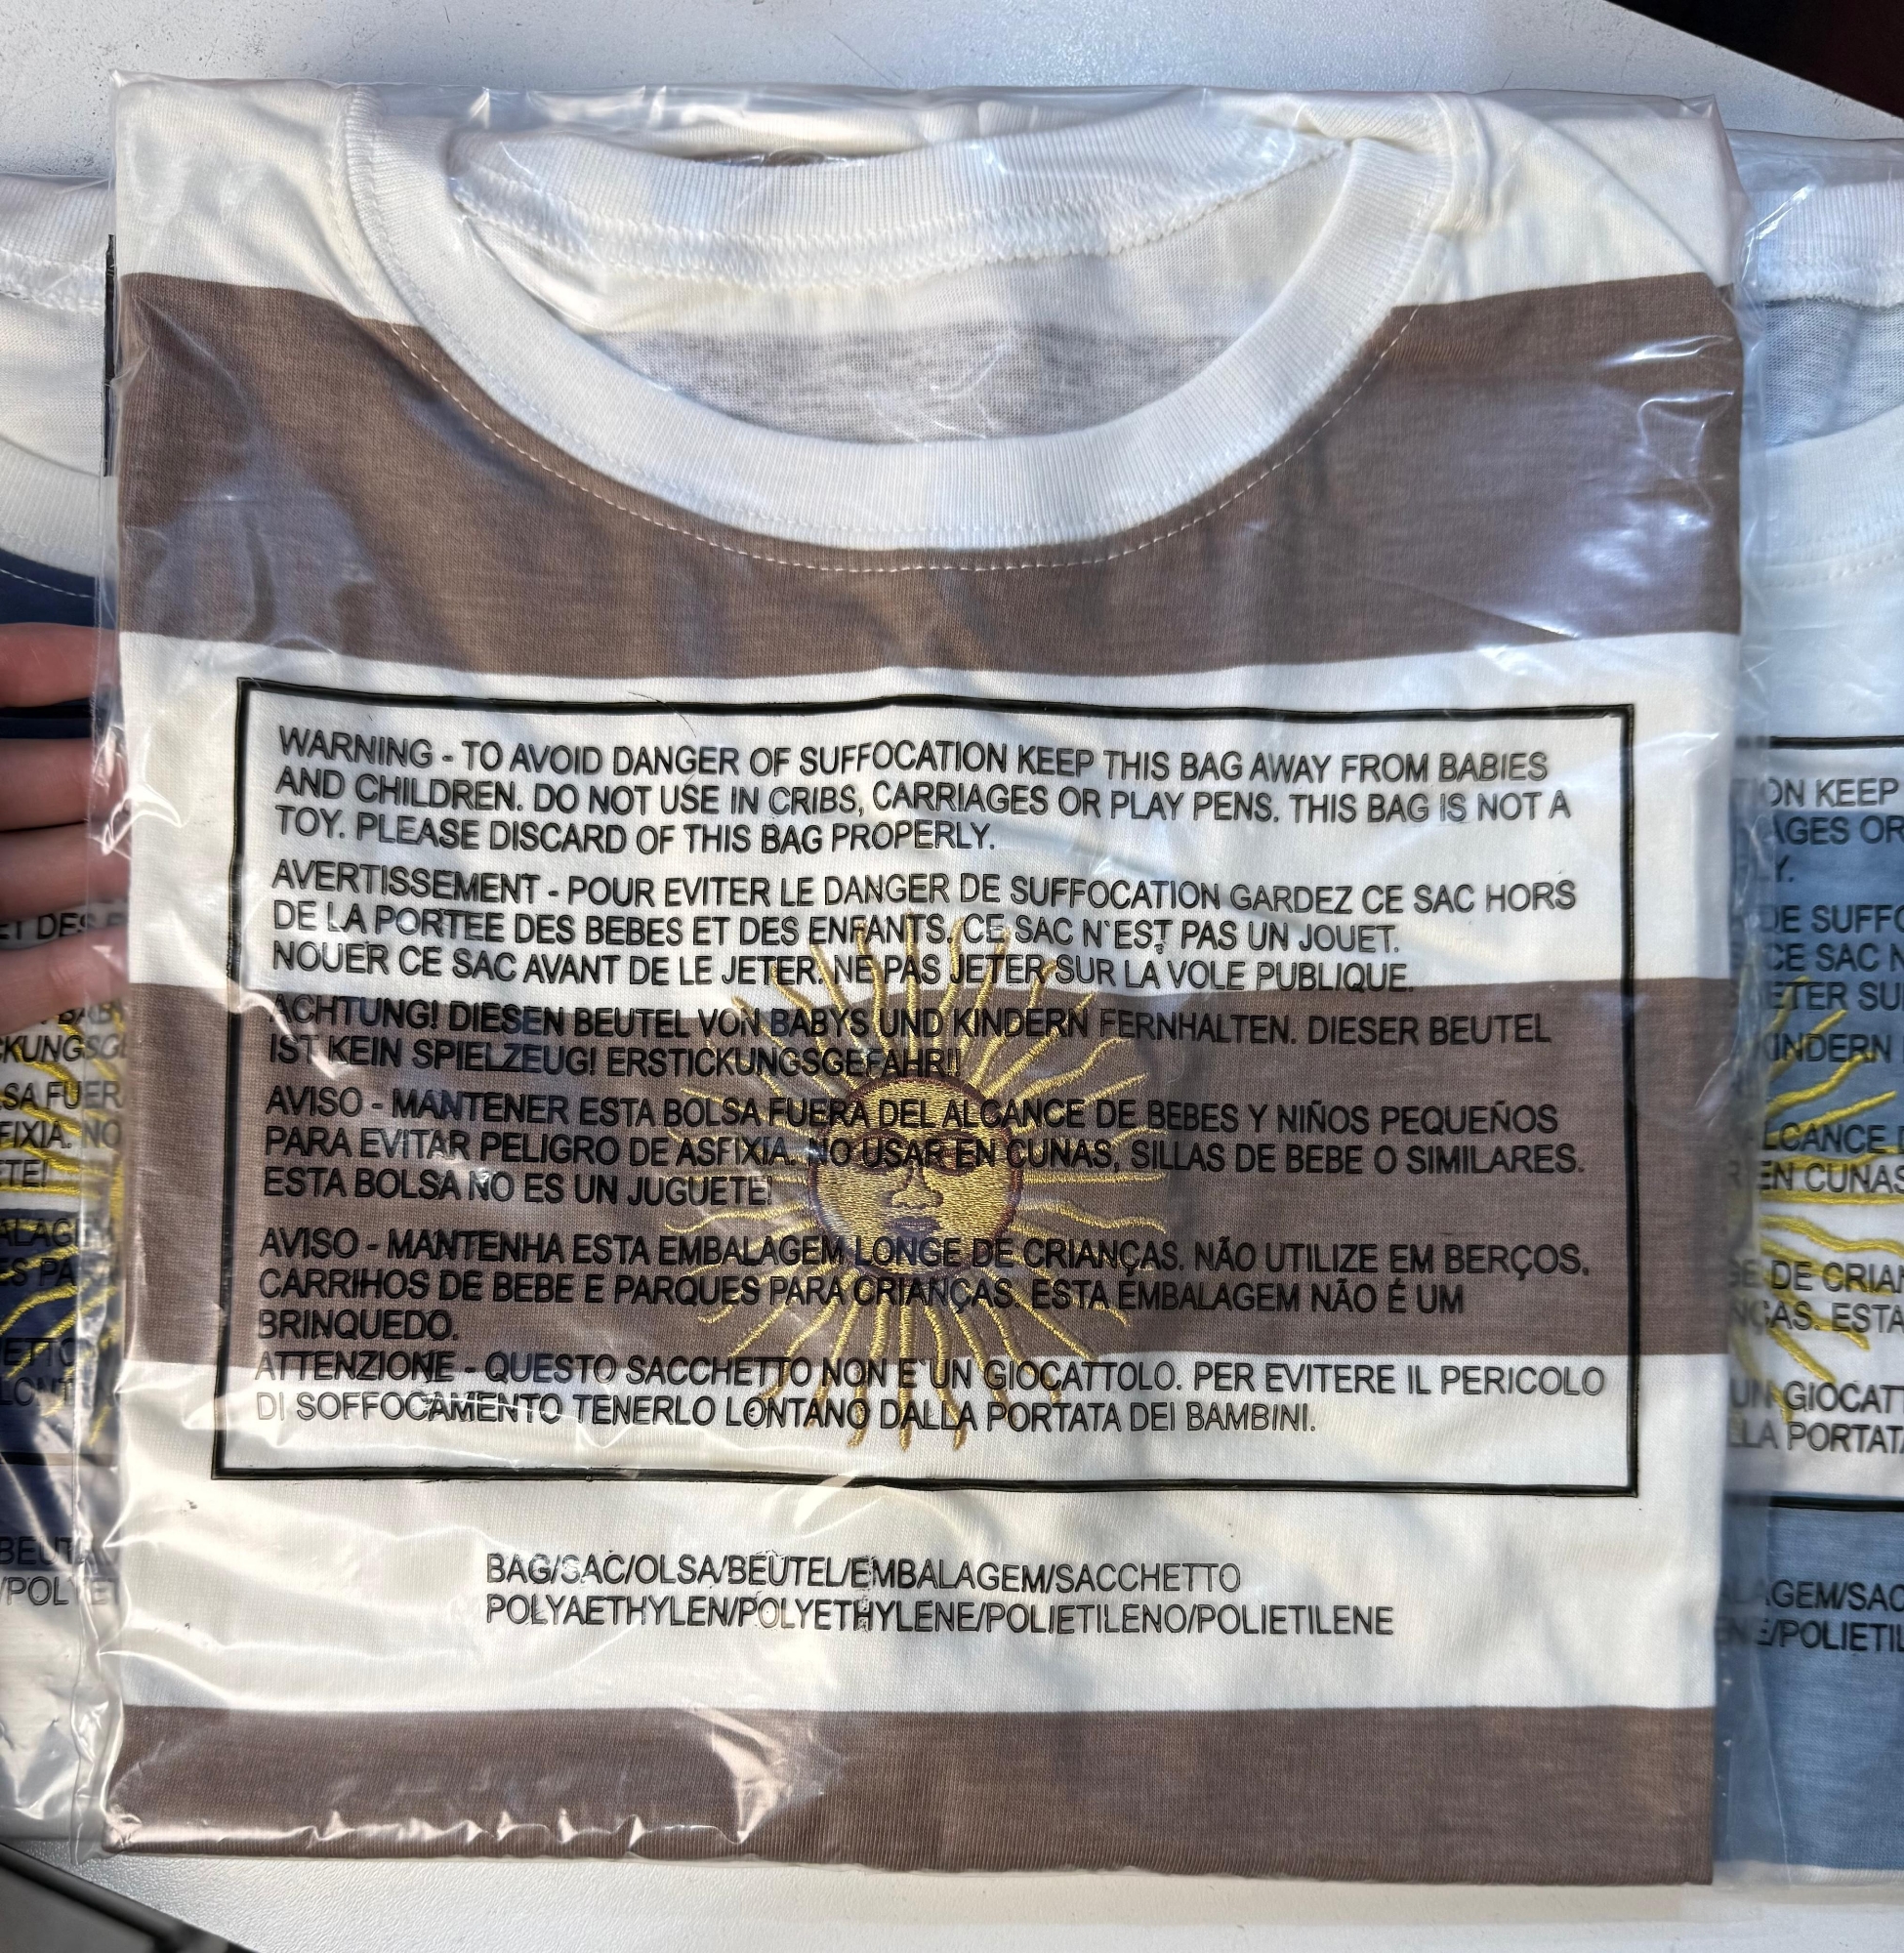 WARNING - TO AVOID DANGER OF SUFFOCATION KEEP THIS BAG AWAY FROM BABIES
AND CHILDREN. DO NOT USE IN CRIBS, CARRIAGES OR PLAY PENS. THIS BAG IS NOT A
TOY. PLEASE DISCARD OF THIS BAG PROPERLY.
AVERTISSEMENT - POUR EVITER LE DANGER DE SUFFOCATION GARDEZ CE SAC HORS
DE LA PORTEE DES BEBES ET DES ENFANTS. CE SAC N'EST PAS UN JOUET.
NOUER CE SAC AVANT DE LE JETER. NE PAS JETER SUR LA VOLE PUBLIQUE.
ACHTUNG! DIESEN BEUTEL VON BABYS UND KINDERN FERNHALTEN. DIESER BEUTEL
IST KEIN SPIELZEUG! ERSTICKUNGSGEFAHR!!
AVISO - MANTENER ESTA BOLSA FUERA DEL ALCANCE DE BEBES Y NIÑOS PEQUEÑOS
PARA EVITAR PELIGRO DE ASFIXIA. NO USAR EN CUNAS, SILLAS DE BEBE O SIMILARES.
ESTA BOLSA NO ES UN JUGUETE!
AVISO - MANTENHA ESTA EMBALAGEM LONGE DE CRIANÇAS. NÃO UTILIZE EM BERÇOS.
CARRIHOS DE BEBE E PARQUES PARA CRIANÇAS. ESTA EMBALAGEM NÃO É UM
BRINQUEDO.
ATTENZIONE - QUESTO SACCHETTO NON E`UN GIOCATTOLO. PER EVITERE IL PERICOLO
DI SOFFOCAMENTO TENERLO LONTANO DALLA PORTATA DEI BAMBINI.
BAG/SAC/OLSA/BEUTEL/EMBALAGEM/SACCHETTO
POLYAETHYLEN/POLYETHYLENE/POLIETILENO/POLIETILENE